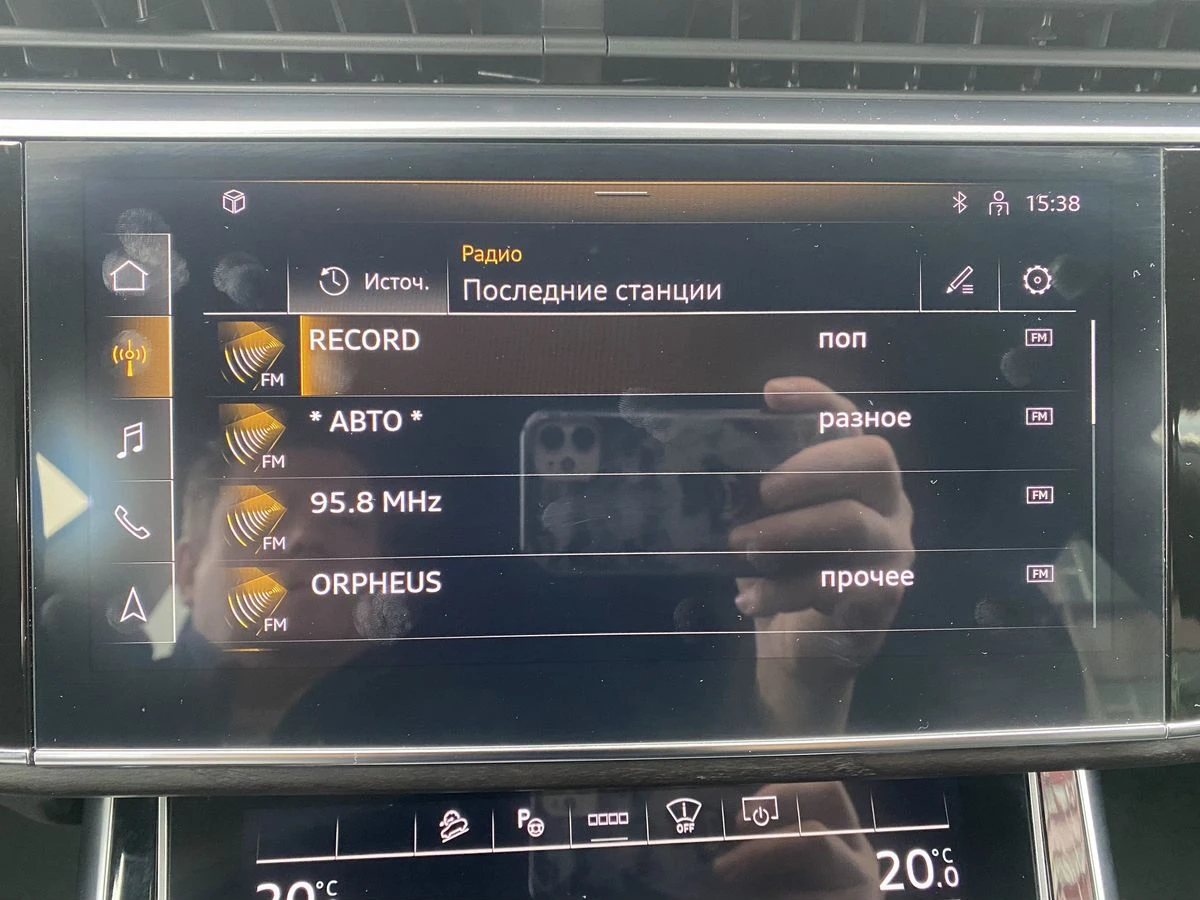 15:38
Источ.
Радио
Последние станции
FM RECORD поп FM
FM * АВТО * разное FM
FM 95.8 MHz FM
FM ORPHEUS прочее FM
P OFF
20°C 20.0°C